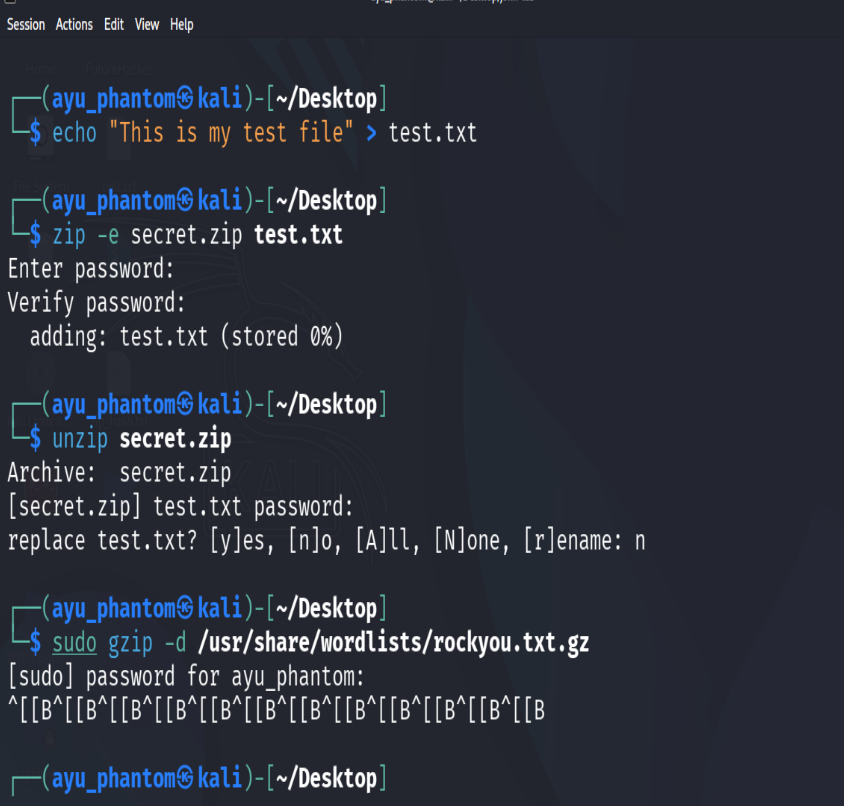 Session Actions Edit View Help
┌──(ayu_phantom㉿kali)-[~/Desktop]
└─$ echo "This is my test file" > test.txt
┌──(ayu_phantom㉿kali)-[~/Desktop]
└─$ zip -e secret.zip test.txt
Enter password:
Verify password:
  adding: test.txt (stored 0%)
┌──(ayu_phantom㉿kali)-[~/Desktop]
└─$ unzip secret.zip
Archive:  secret.zip
[secret.zip] test.txt password:
replace test.txt? [y]es, [n]o, [A]ll, [N]one, [r]ename: n
┌──(ayu_phantom㉿kali)-[~/Desktop]
└─$ sudo gzip -d /usr/share/wordlists/rockyou.txt.gz
[sudo] password for ayu_phantom:
^[[B^[[B^[[B^[[B^[[B^[[B^[[B^[[B^[[B^[[B^[[B^[[B
┌──(ayu_phantom㉿kali)-[~/Desktop]